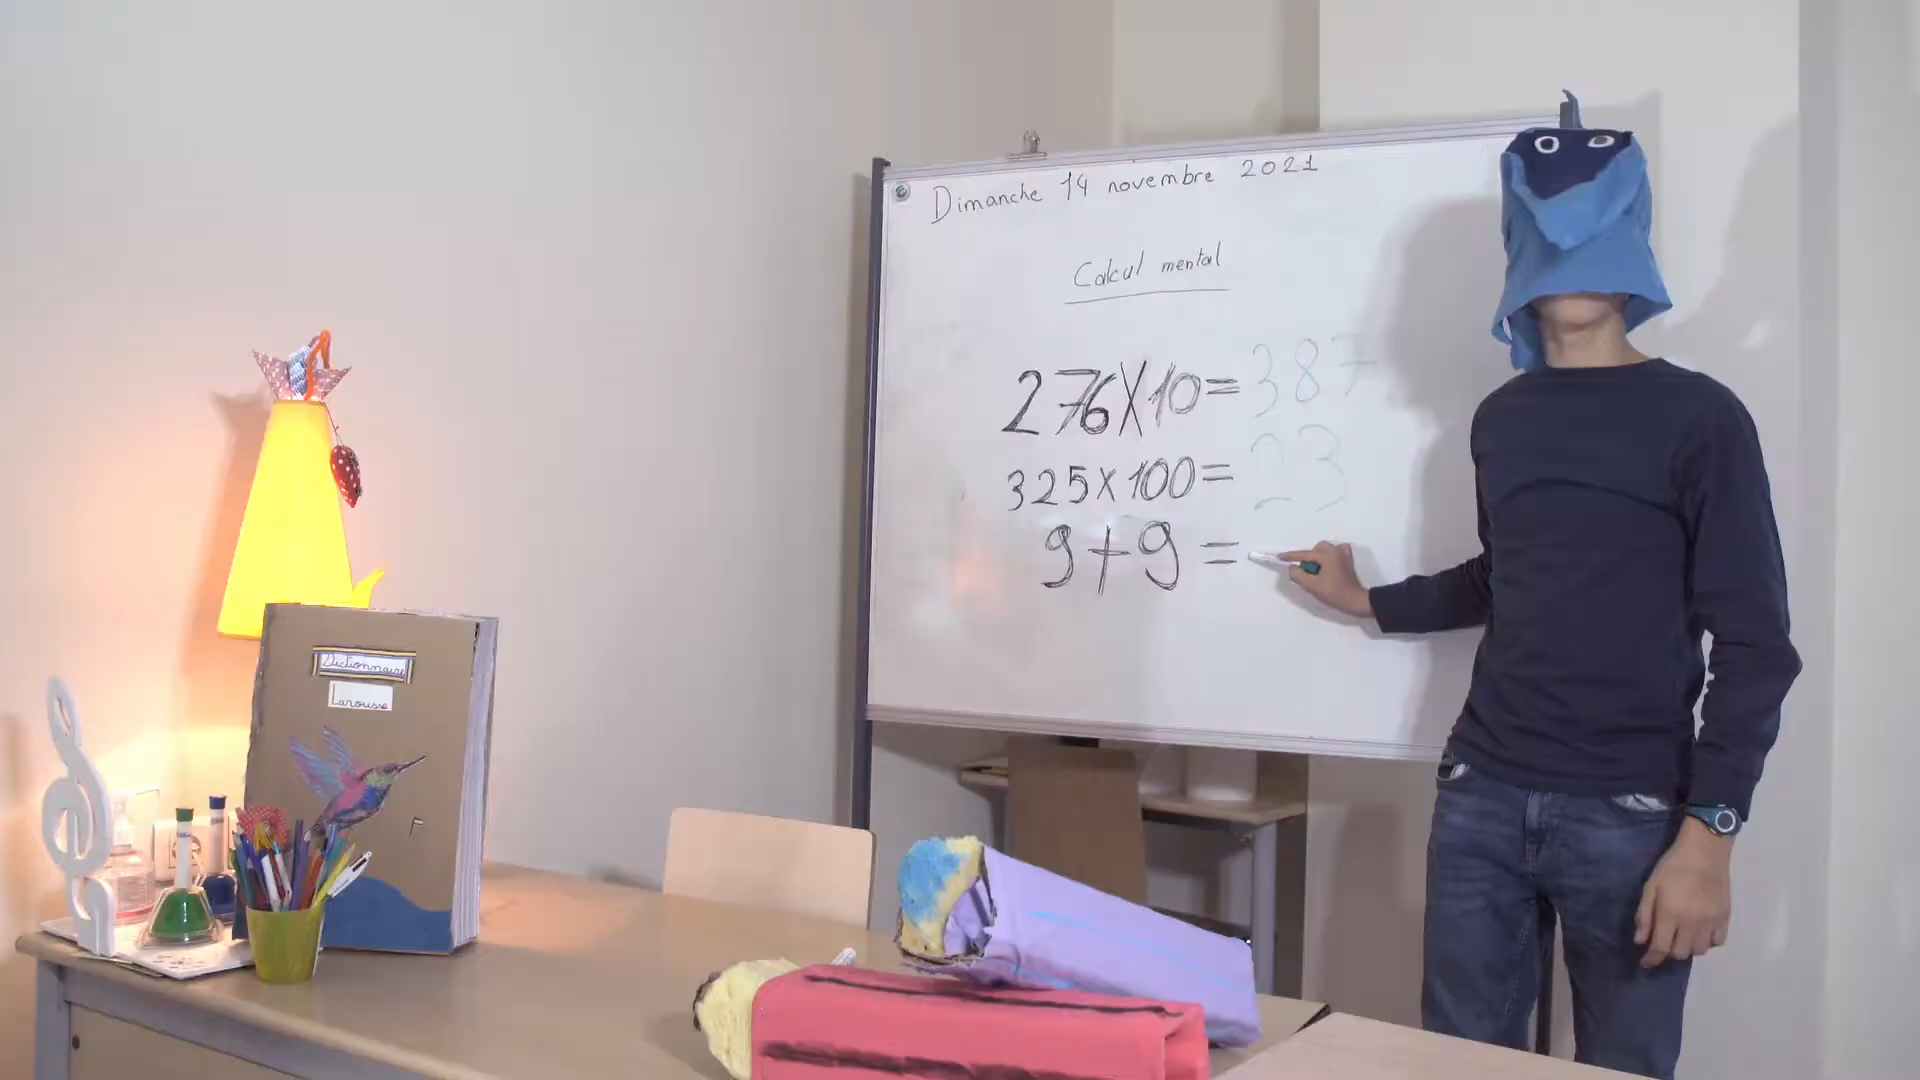 Dimanche 14 novembre 2021
Calcul mental
276X10=387
325x100=23
9+9=
Dictionnaire
Larousse